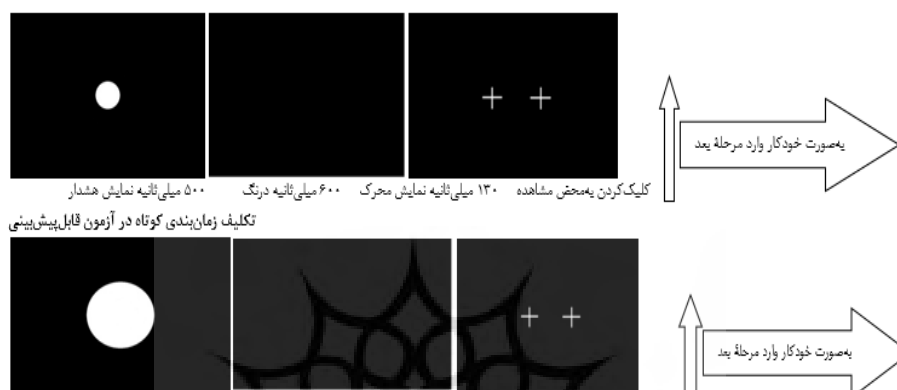 به‌صورت خودکار وارد مرحلهٔ بعد
۵۰۰ میلی‌ثانیه نمایش هشدار
۶۰۰ میلی‌ثانیه درنگ
۱۳۰ میلی‌ثانیه نمایش محرک
کلیک‌کردن به‌محض مشاهده
تکلیف زمان‌بندی کوتاه در آزمون قابل‌پیش‌بینی
به‌صورت خودکار وارد مرحلهٔ بعد